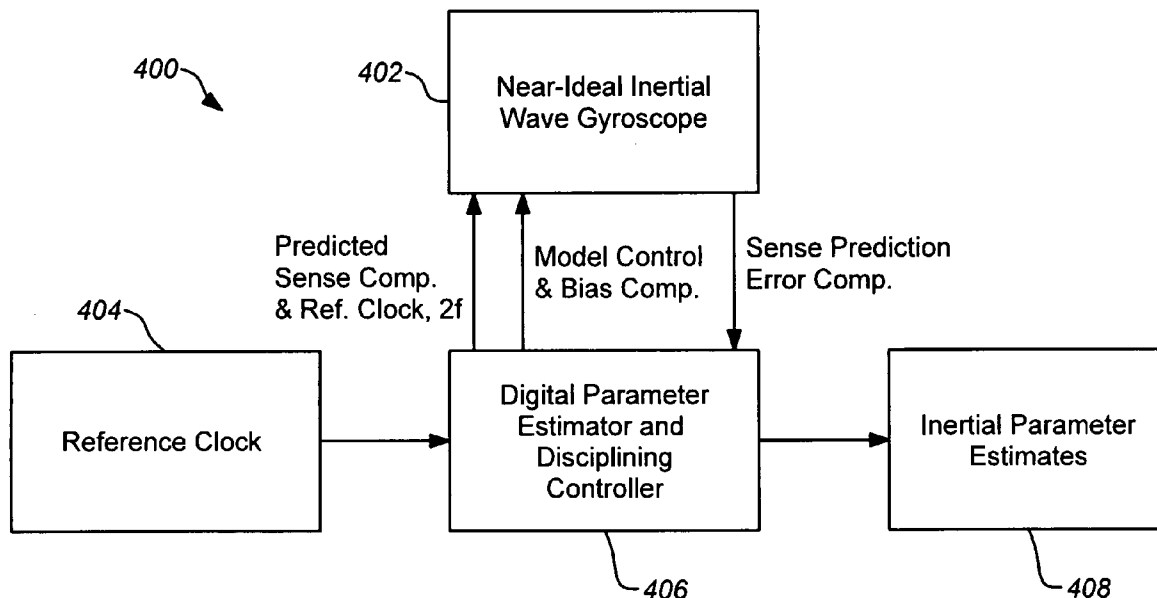 400
402
Near-Ideal Inertial
Wave Gyroscope
Predicted
Sense Comp.
& Ref. Clock, 2f
Model Control
& Bias Comp.
Sense Prediction
Error Comp.
404
Reference Clock
Digital Parameter
Estimator and
Disciplining
Controller
Inertial Parameter
Estimates
406
408